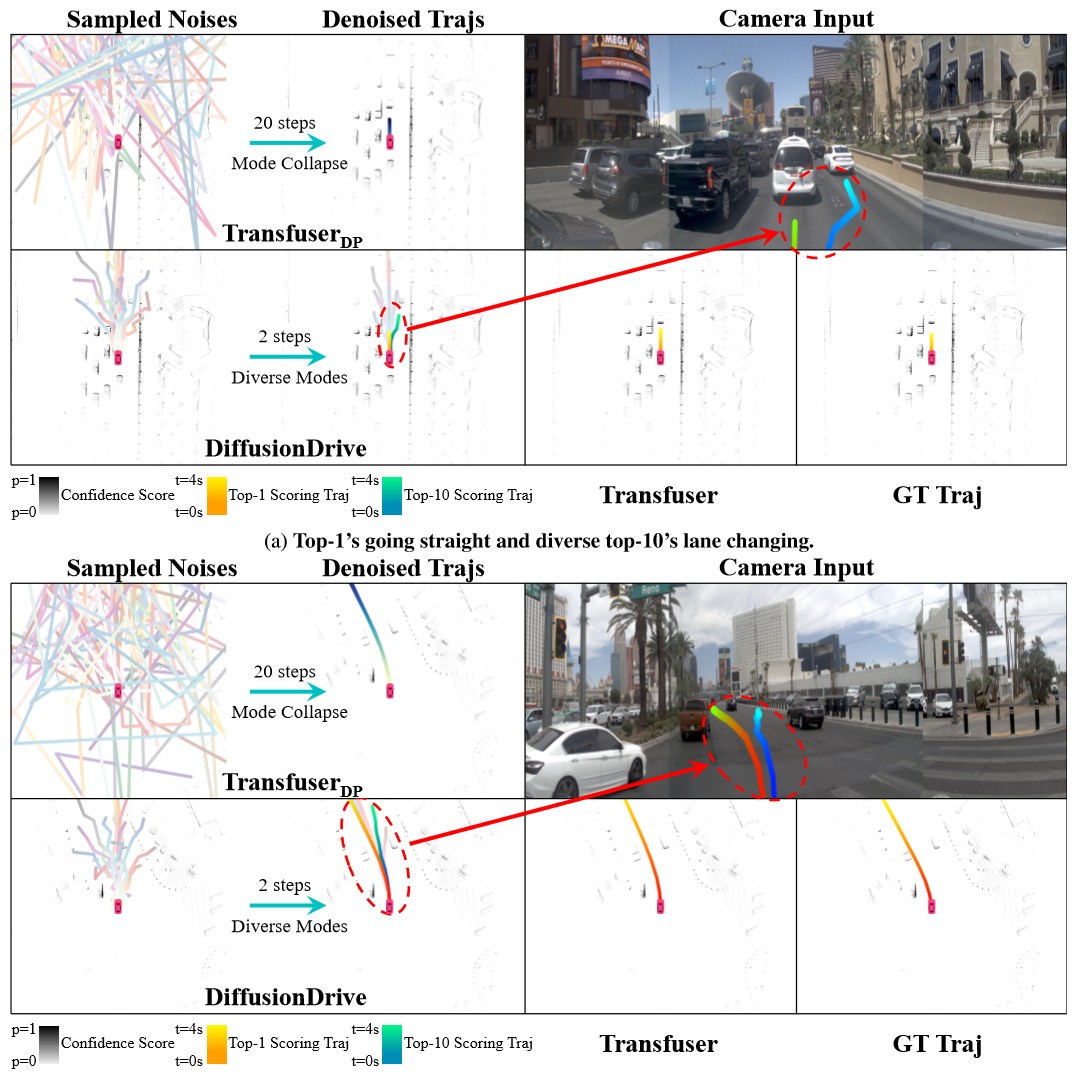 Sampled Noises Denoised Trajs Camera Input
MEGA
20 steps
Mode Collapse
Transfuser_DP
2 steps
Diverse Modes
DiffusionDrive
p=1 p=0 Confidence Score t=4s t=0s Top-1 Scoring Traj t=4s t=0s Top-10 Scoring Traj Transfuser GT Traj
(a) Top-1's going straight and diverse top-10's lane changing.
Sampled Noises Denoised Trajs Camera Input
Reno
20 steps
Mode Collapse
Transfuser_DP
2 steps
Diverse Modes
DiffusionDrive
p=1 p=0 Confidence Score t=4s t=0s Top-1 Scoring Traj t=4s t=0s Top-10 Scoring Traj Transfuser GT Traj